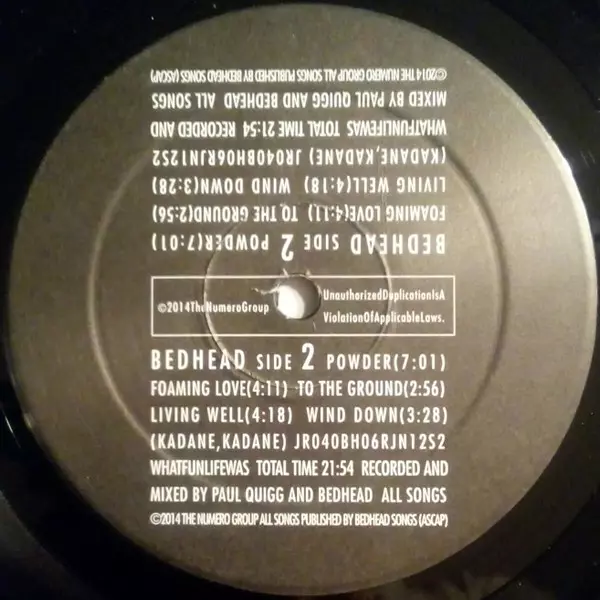 ©2014 THE NUMERO GROUP ALL SONGS PUBLISHED BY BEDHEAD SONGS (ASCAP)
MIXED BY PAUL QUIGG AND BEDHEAD ALL SONGS
WHATFUNLIFEWAS TOTAL TIME 21:54 RECORDED AND
(KADANE,KADANE) JR040BH06RJN12S2
LIVING WELL(4:18) WIND DOWN(3:28)
FOAMING LOVE(4:11) TO THE GROUND(2:56)
BEDHEAD SIDE 2 POWDER(7:01)
©2014TheNumeroGroup
UnauthorizedDuplicationIsA
ViolationOfApplicableLaws.
BEDHEAD SIDE 2 POWDER(7:01)
FOAMING LOVE(4:11) TO THE GROUND(2:56)
LIVING WELL(4:18) WIND DOWN(3:28)
(KADANE,KADANE) JR040BH06RJN12S2
WHATFUNLIFEWAS TOTAL TIME 21:54 RECORDED AND
MIXED BY PAUL QUIGG AND BEDHEAD ALL SONGS
©2014 THE NUMERO GROUP ALL SONGS PUBLISHED BY BEDHEAD SONGS (ASCAP)